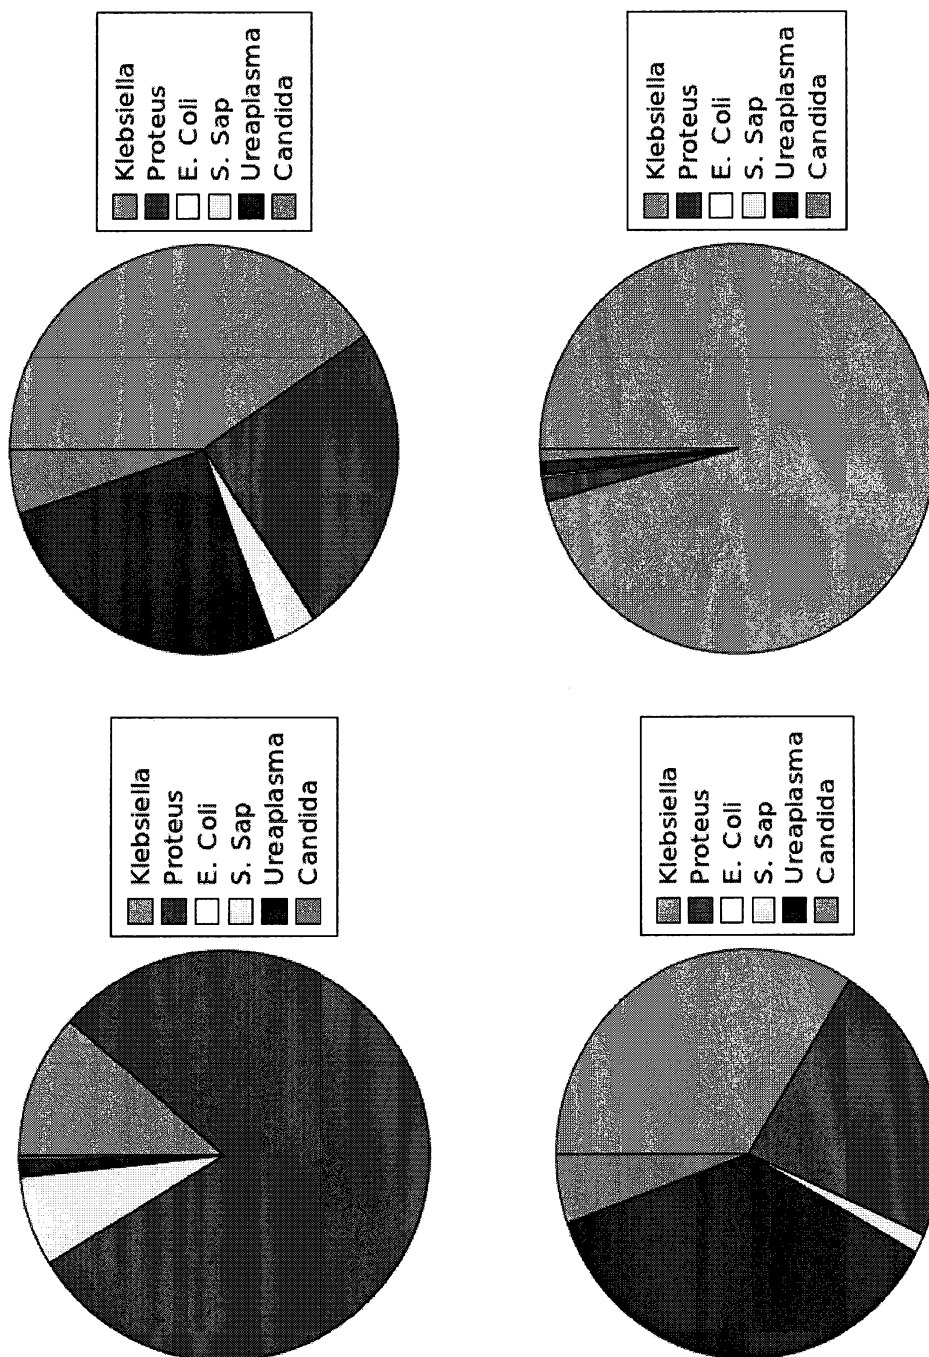 Klebsiella
Proteus
E. Coli
S. Sap
Ureaplasma
Candida
Klebsiella
Proteus
E. Coli
S. Sap
Ureaplasma
Candida
Klebsiella
Proteus
E. Coli
S. Sap
Ureaplasma
Candida
Klebsiella
Proteus
E. Coli
S. Sap
Ureaplasma
Candida